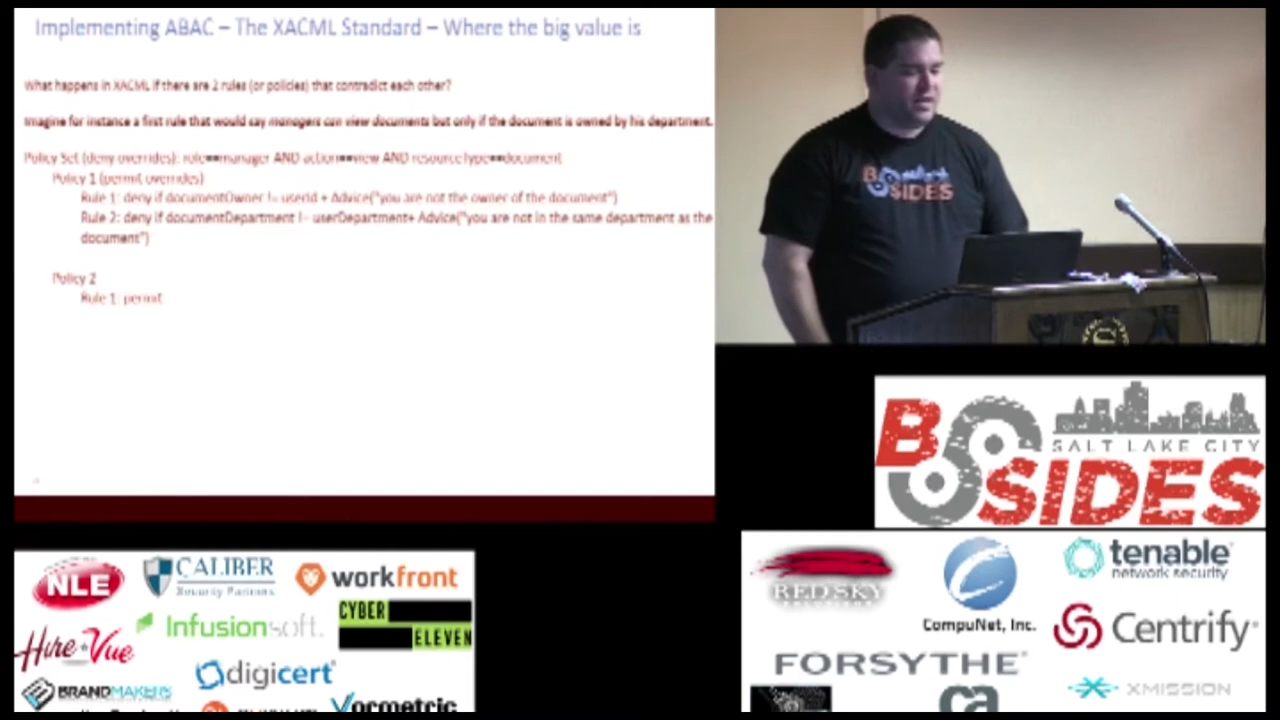 Implementing ABAC – The XACML Standard – Where the big value is
What happens in XACML if there are 2 rules (or policies) that contradict each other?
Imagine for instance a first rule that would say managers can view documents but only if the document is owned by his department.
Policy Set (deny overrides): role==manager AND action==view AND resourceType==document
Policy 1 (permit overrides)
Rule 1: deny if documentOwner != userId + Advice("you are not the owner of the document")
Rule 2: deny if documentDepartment != userDepartment+ Advice("you are not in the same department as the
document")
Policy 2
Rule 1: permit
B SIDES
SALT LAKE CITY
B SIDES
NLE
CALIBER
Security Partners
workfront
Infusionsoft.
CYBER
ELEVEN
Hire Vue
digicert
BRANDMAKERS
Vormetric
REDSKY
CompuNet, Inc.
tenable
network security
Centrify
FORSYTHE
ca
XMISSION